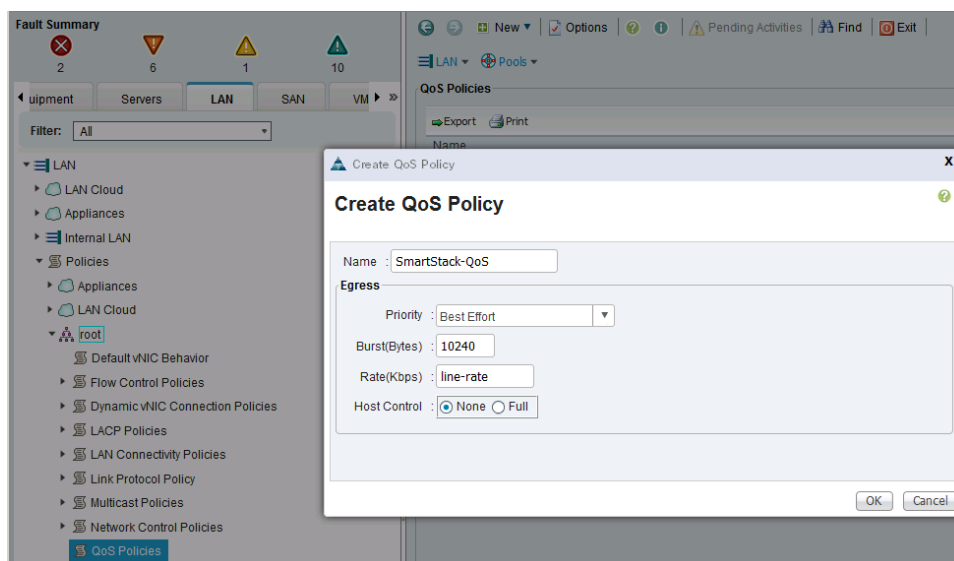 Fault Summary
2 6 1 10
uipment Servers LAN SAN VM
Filter: All
LAN
LAN Cloud
Appliances
Internal LAN
Policies
Appliances
LAN Cloud
root
Default vNIC Behavior
Flow Control Policies
Dynamic vNIC Connection Policies
LACP Policies
LAN Connectivity Policies
Link Protocol Policy
Multicast Policies
Network Control Policies
QoS Policies
New Options Pending Activities Find Exit
LAN Pools
QoS Policies
Export Print
Name
Create QoS Policy X
Create QoS Policy
Name : SmartStack-QoS
Egress
Priority : Best Effort
Burst(Bytes) : 10240
Rate(Kbps) : line-rate
Host Control : None Full
OK Cancel